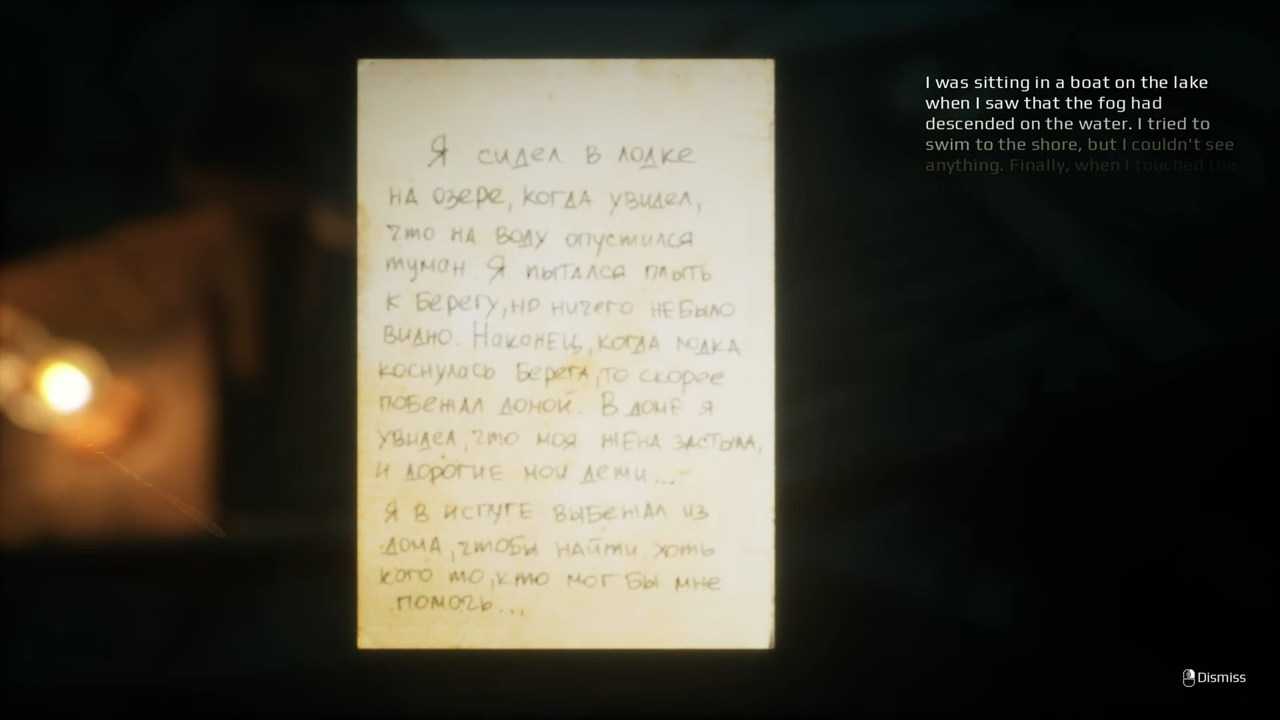 Я сидел в лодке
на озере, когда увидел,
что на воду опустился
туман. Я пытался плыть
к берегу, но ничего небыло
видно. Наконец, когда лодка
коснулась берега, то скорее
побежал домой. В доме я
увидел, что моя жена застыла,
и дорогие мои дети...
Я в испуге выбежал из
дома, чтобы найти хоть
кого то, кто мог бы мне
помочь...
I was sitting in a boat on the lake
when I saw that the fog had
descended on the water. I tried to
swim to the shore, but I couldn't see
anything. Finally, when I touched the
Dismiss